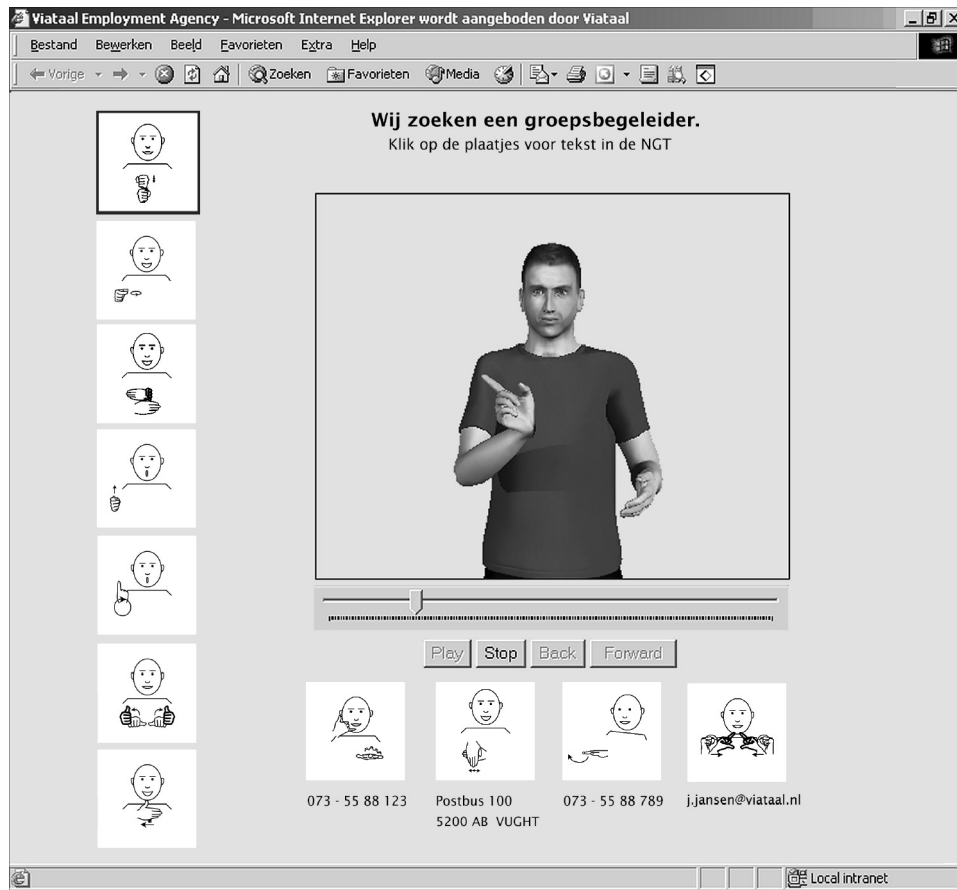 Viataal Employment Agency - Microsoft Internet Explorer wordt aangeboden door Viataal
Bestand Bewerken Beeld Favorieten Extra Help
Vorige Zoeken Favorieten Media
Wij zoeken een groepsbegeleider.
Klik op de plaatjes voor tekst in de NGT
Play Stop Back Forward
073 - 55 88 123
Postbus 100
5200 AB VUGHT
073 - 55 88 789
j.jansen@viataal.nl
Local intranet